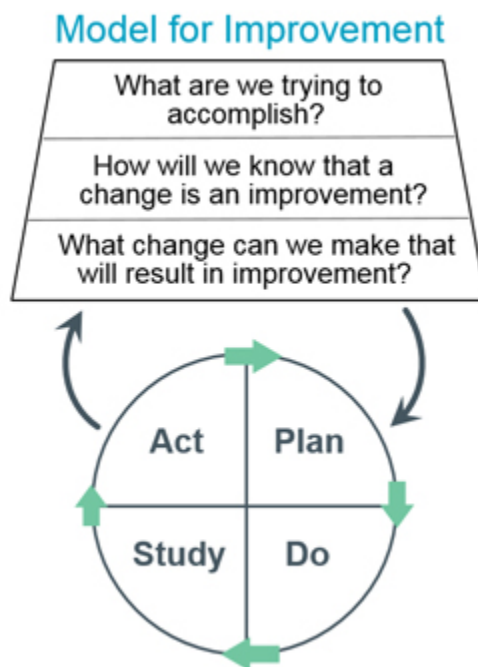 Model for Improvement
What are we trying to
accomplish?
How will we know that a
change is an improvement?
What change can we make that
will result in improvement?
Act
Plan
Study
Do